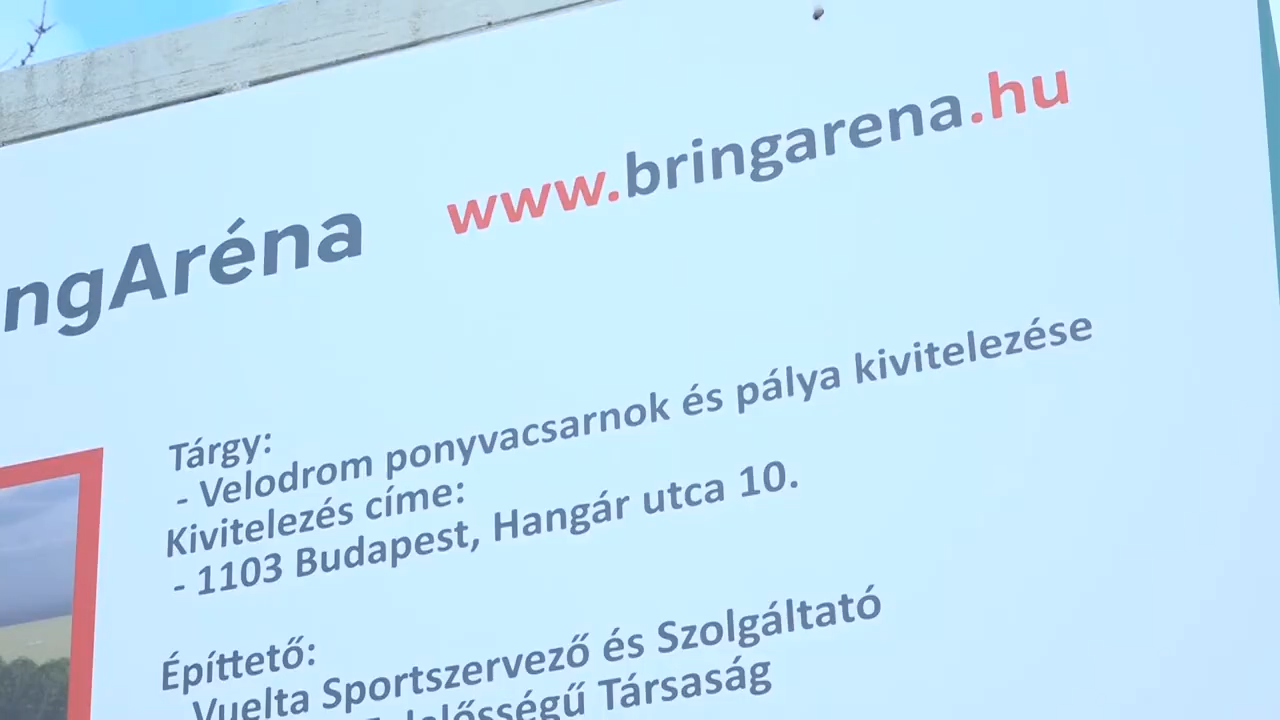 ngAréna www.bringarena.hu
Tárgy:
- Velodrom ponyvacsarnok és pálya kivitelezése
Kivitelezés címe:
- 1103 Budapest, Hangár utca 10.
Építtető:
Vuelta Sportszervező és Szolgáltató
Társaság